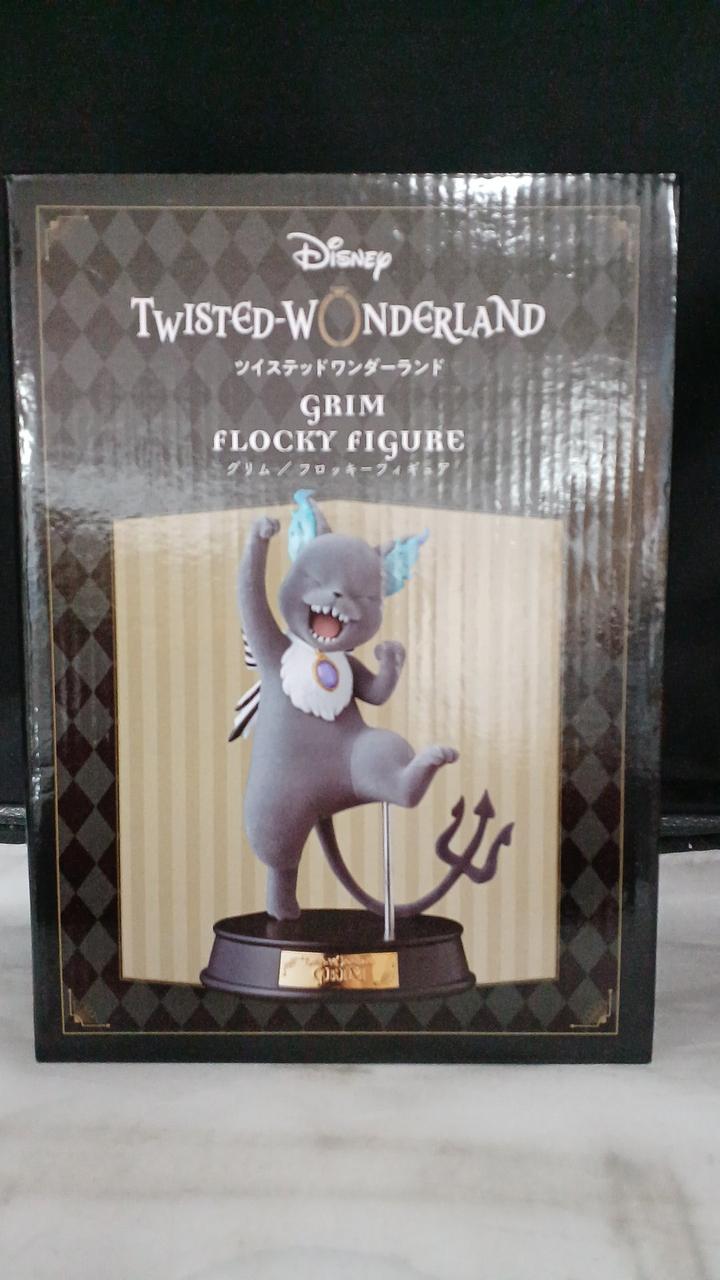 Disney
TWISTED-WONDERLAND
ツイステッドワンダーランド
GRIM
FLOCKY FIGURE
グリム／フロッキーフィギュア
GRIM